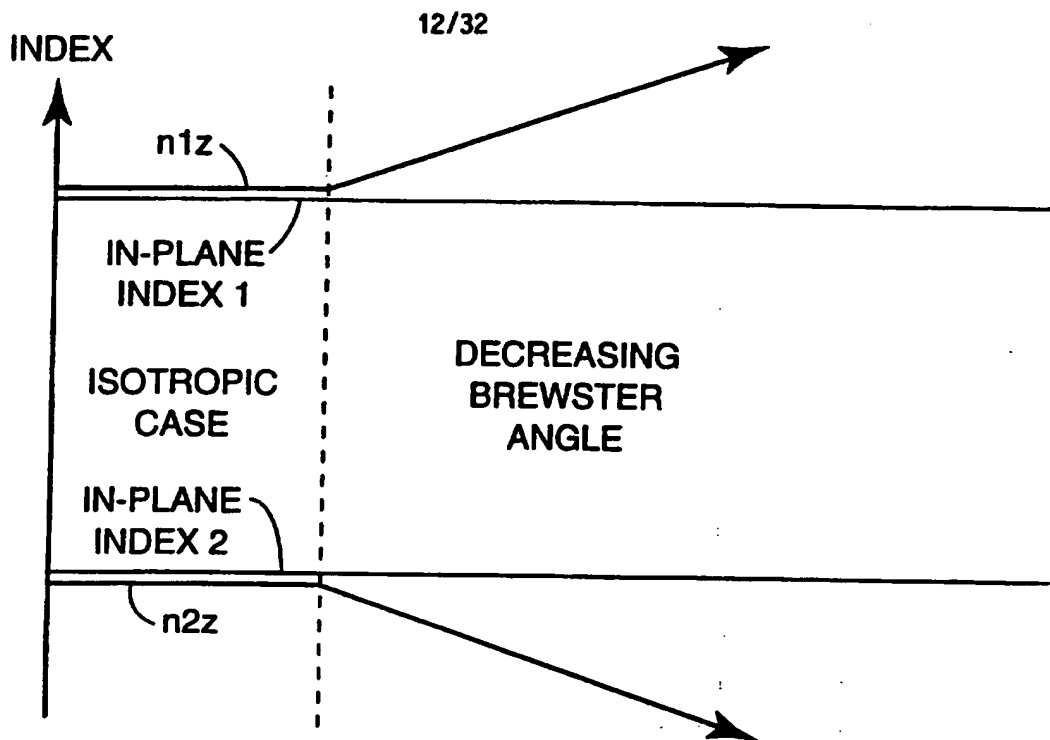 12/32
INDEX
n1z
IN-PLANE
INDEX 1
ISOTROPIC
CASE
DECREASING
BREWSTER
ANGLE
IN-PLANE
INDEX 2
n2z